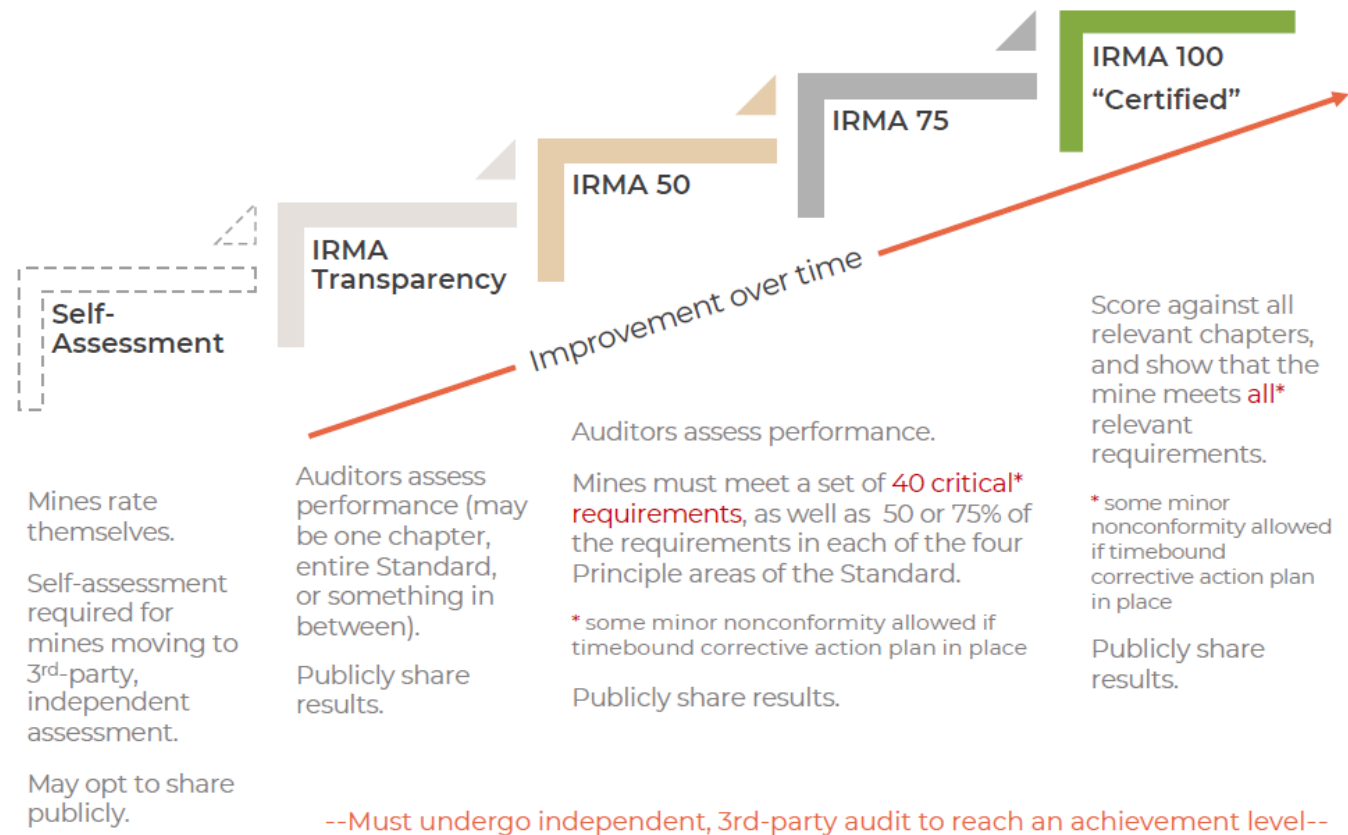 Self-
Assessment
Mines rate
themselves.
Self-assessment
required for
mines moving to
3rd-party,
independent
assessment.
May opt to share
publicly.
IRMA
Transparency
Auditors assess
performance (may
be one chapter,
entire Standard,
or something in
between).
Publicly share
results.
IRMA 50
IRMA 75
Auditors assess performance.
Mines must meet a set of 40 critical*
requirements, as well as 50 or 75% of
the requirements in each of the four
Principle areas of the Standard.
* some minor nonconformity allowed if
timebound corrective action plan in place
Publicly share results.
IRMA 100
“Certified”
Score against all
relevant chapters,
and show that the
mine meets all*
relevant
requirements.
* some minor
nonconformity allowed
if timebound
corrective action plan
in place
Publicly share
results.
Improvement over time
--Must undergo independent, 3rd-party audit to reach an achievement level--